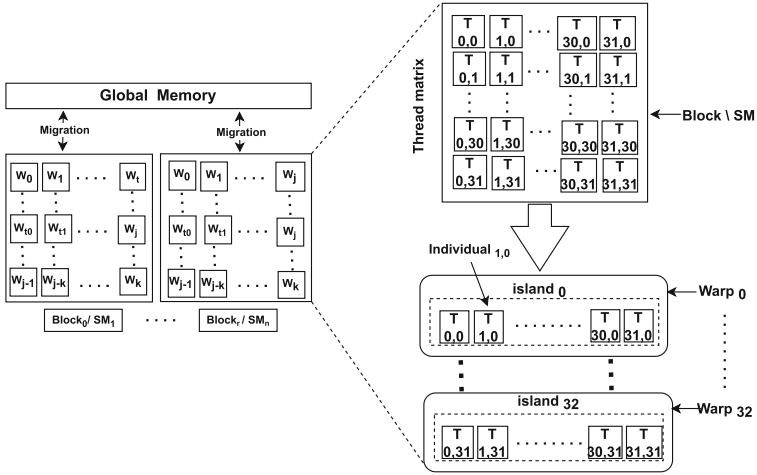 Global Memory
Migration
Migration
W0 W1 . . . . Wt
Wt0 Wt1 . . . . Wj
Wj-1 Wj-k . . . . Wk
Block0/ SM1
. . . .
W0 W1 . . . . Wj
Wt0 Wt1 . . . . Wj
Wj-1 Wj-k . . . . Wk
Blockr / SMn
Thread matrix
T T T T
0,0 1,0 30,0 31,0
T T T T
0,1 1,1 30,1 31,1
T T T T
0,30 1,30 30,30 31,30
T T T T
0,31 1,31 30,31 31,31
Block \ SM
Individual 1,0
island 0
T T T T
0,0 1,0 30,0 31,0
Warp 0
island 32
T T T T
0,31 1,31 30,31 31,31
Warp 32